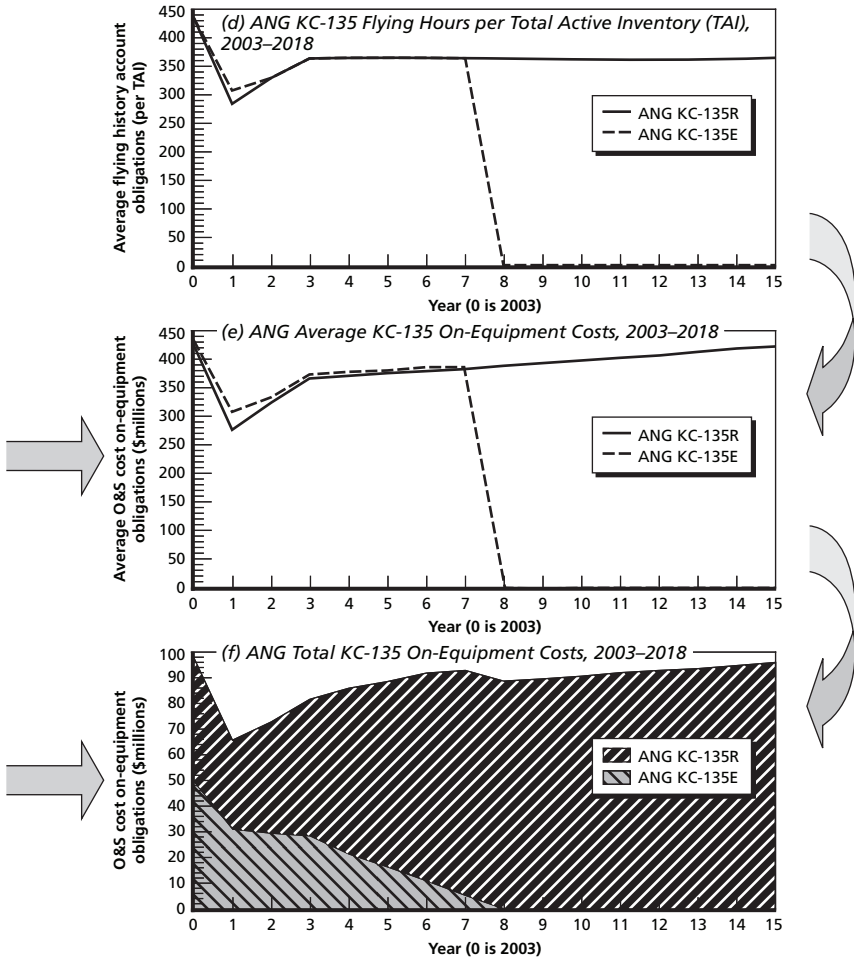 (d) ANG KC-135 Flying Hours per Total Active Inventory (TAI),
2003–2018
Average flying history account
obligations (per TAI)
450
400
350
300
250
200
150
100
50
0
ANG KC-135R
ANG KC-135E
0 1 2 3 4 5 6 7 8 9 10 11 12 13 14 15
Year (0 is 2003)
(e) ANG Average KC-135 On-Equipment Costs, 2003–2018
Average O&S cost on-equipment
obligations ($millions)
450
400
350
300
250
200
150
100
50
0
ANG KC-135R
ANG KC-135E
0 1 2 3 4 5 6 7 8 9 10 11 12 13 14 15
Year (0 is 2003)
(f) ANG Total KC-135 On-Equipment Costs, 2003–2018
O&S cost on-equipment
obligations ($millions)
100
90
80
70
60
50
40
30
20
10
0
ANG KC-135R
ANG KC-135E
0 1 2 3 4 5 6 7 8 9 10 11 12 13 14 15
Year (0 is 2003)